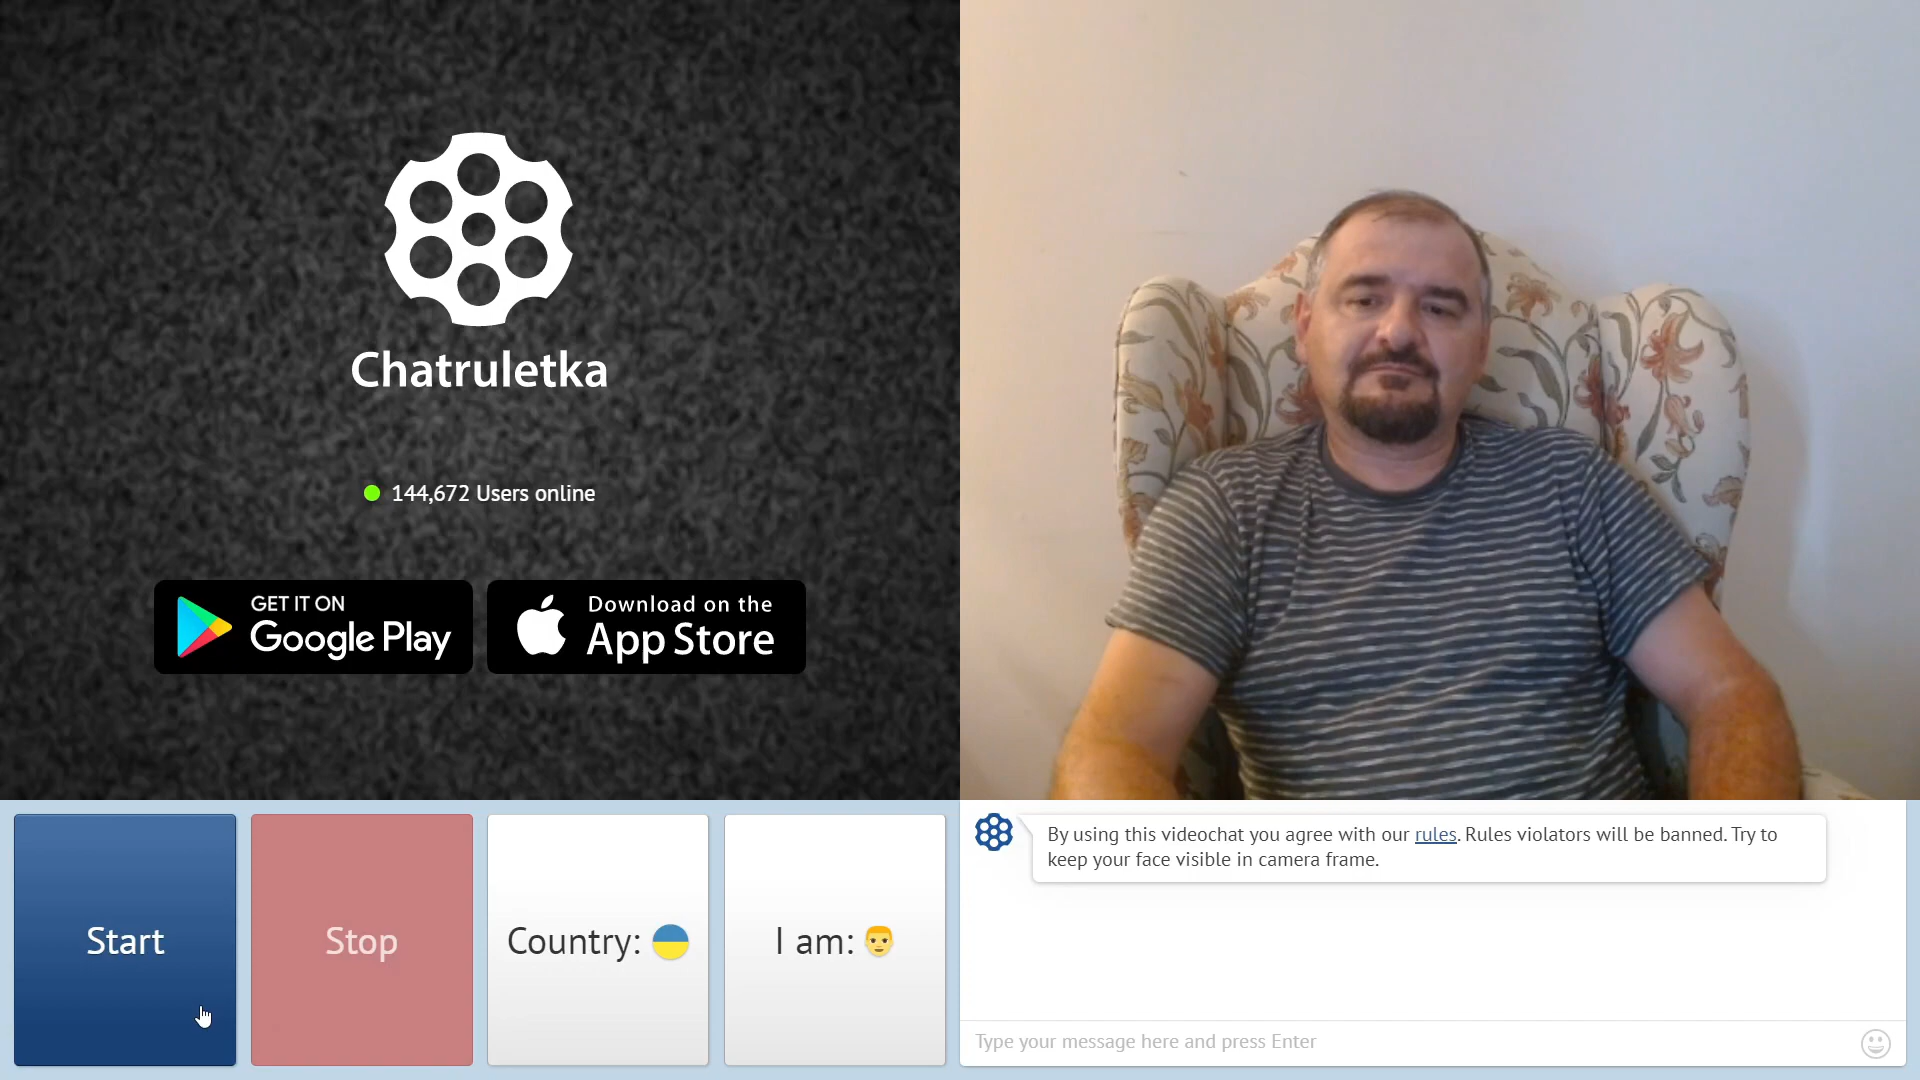 Chatruletka
144,672 Users online
GET IT ON
Google Play
Download on the
App Store
Start
Stop
Country:
I am:
By using this videochat you agree with our rules. Rules violators will be banned. Try to
keep your face visible in camera frame.
Type your message here and press Enter